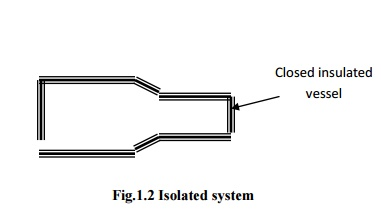 Closed insulated
vessel
Fig.1.2 Isolated system